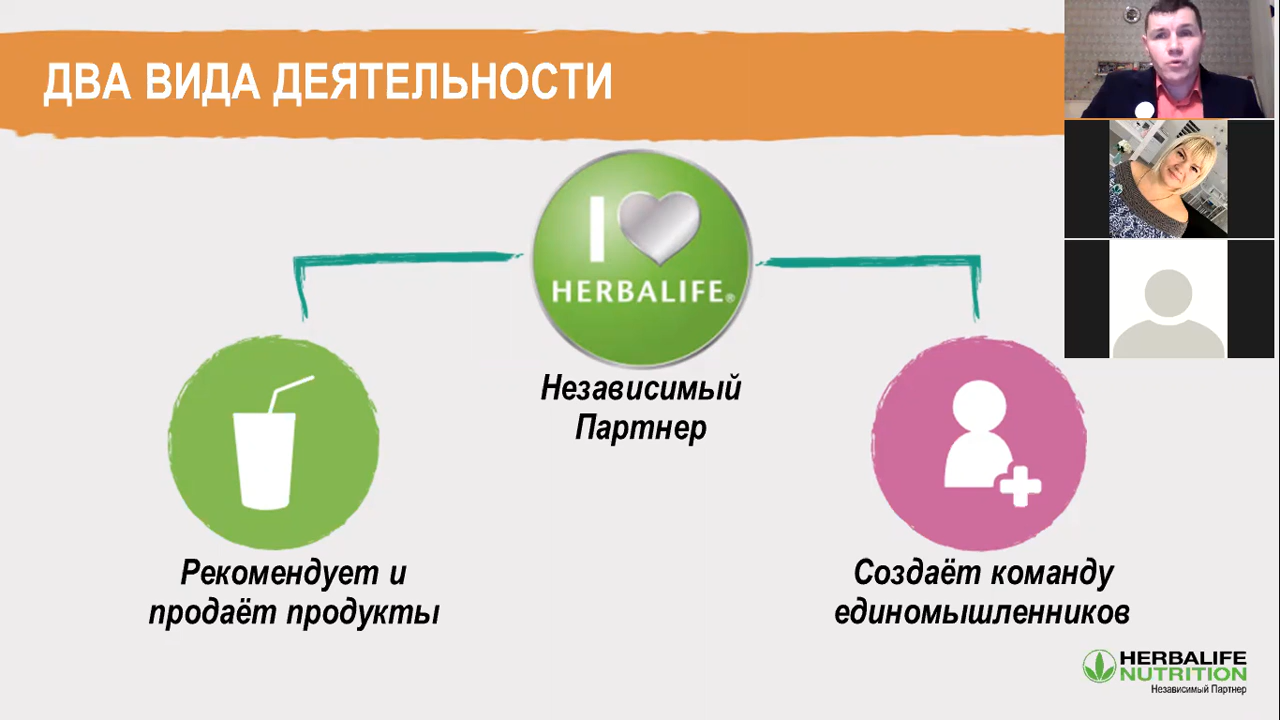 ДВА ВИДА ДЕЯТЕЛЬНОСТИ
I
HERBALIFE®
Независимый
Партнер
Рекомендует и
продаёт продукты
Создаёт команду
единомышленников
HERBALIFE
NUTRITION
Независимый Партнер